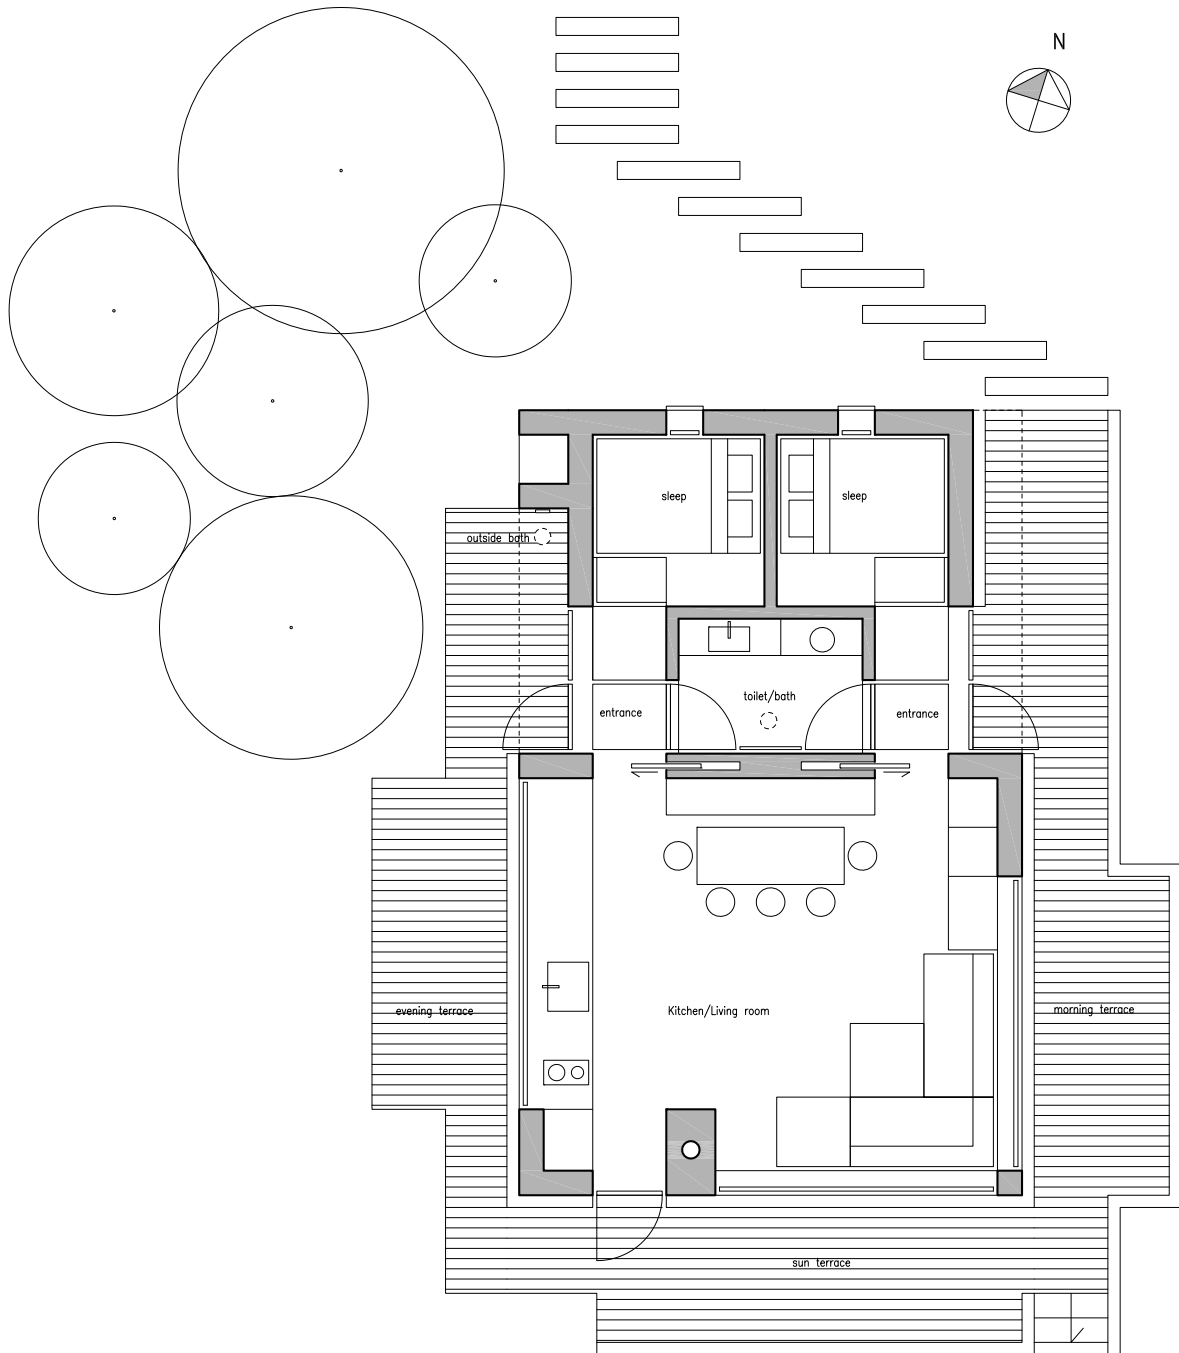 N
sleep
sleep
outside bath
toilet/bath
entrance
entrance
evening terrace
Kitchen/Living room
morning terrace
sun terrace